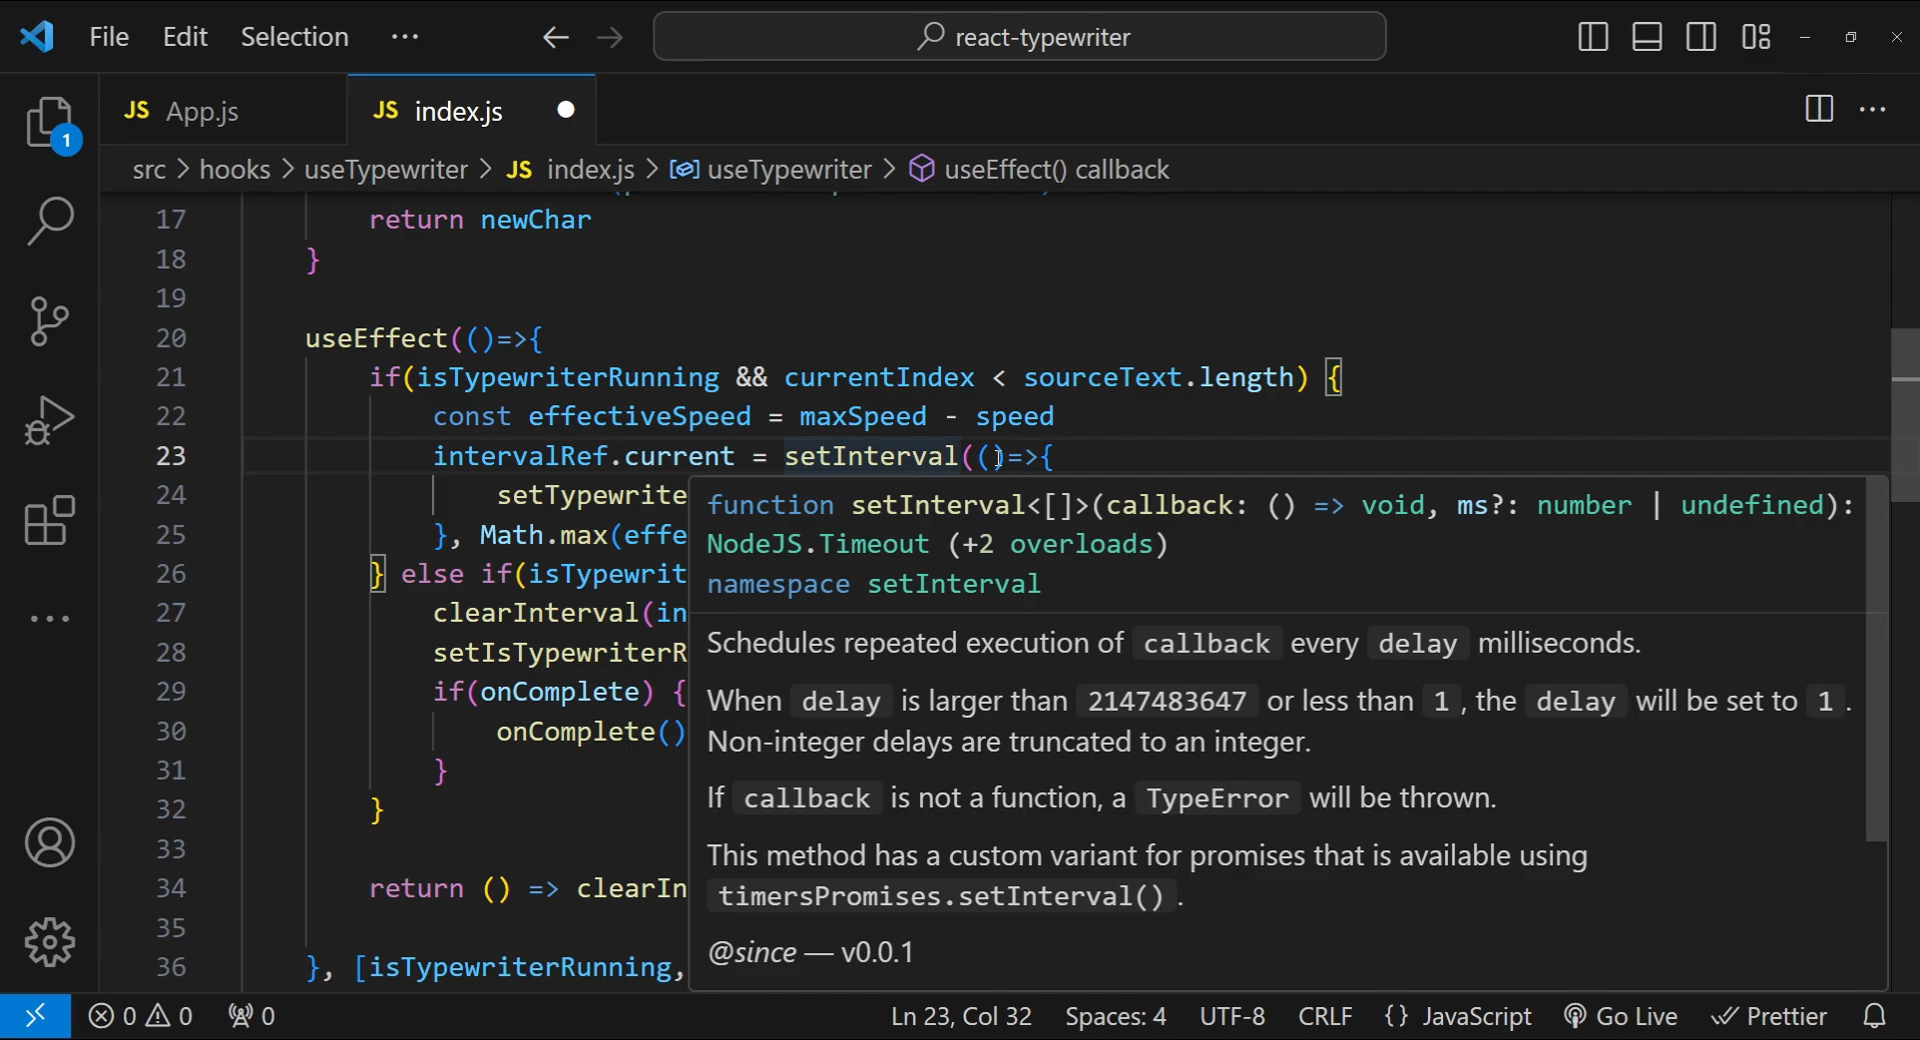 File Edit Selection ··· react-typewriter
JS App.js JS index.js
1
src > hooks > useTypewriter > JS index.js > useTypewriter > useEffect() callback
17 return newChar
18 }
19
20 useEffect(()=>{
21 if(isTypewriterRunning && currentIndex < sourceText.length) {
22 const effectiveSpeed = maxSpeed - speed
23 intervalRef.current = setInterval(()=>{
24 setTypewrite
25 }, Math.max(effe
26 } else if(isTypewrit
27 clearInterval(in
28 setIsTypewriterR
29 if(onComplete) {
30 onComplete()
31 }
32 }
33
34 return () => clearIn
35
36 }, [isTypewriterRunning,
function setInterval<[]>(callback: () => void, ms?: number | undefined):
NodeJS.Timeout (+2 overloads)
namespace setInterval
Schedules repeated execution of callback every delay milliseconds.
When delay is larger than 2147483647 or less than 1, the delay will be set to 1.
Non-integer delays are truncated to an integer.
If callback is not a function, a TypeError will be thrown.
This method has a custom variant for promises that is available using
timersPromises.setInterval().
@since — v0.0.1
0 0 0 Ln 23, Col 32 Spaces: 4 UTF-8 CRLF {} JavaScript Go Live Prettier